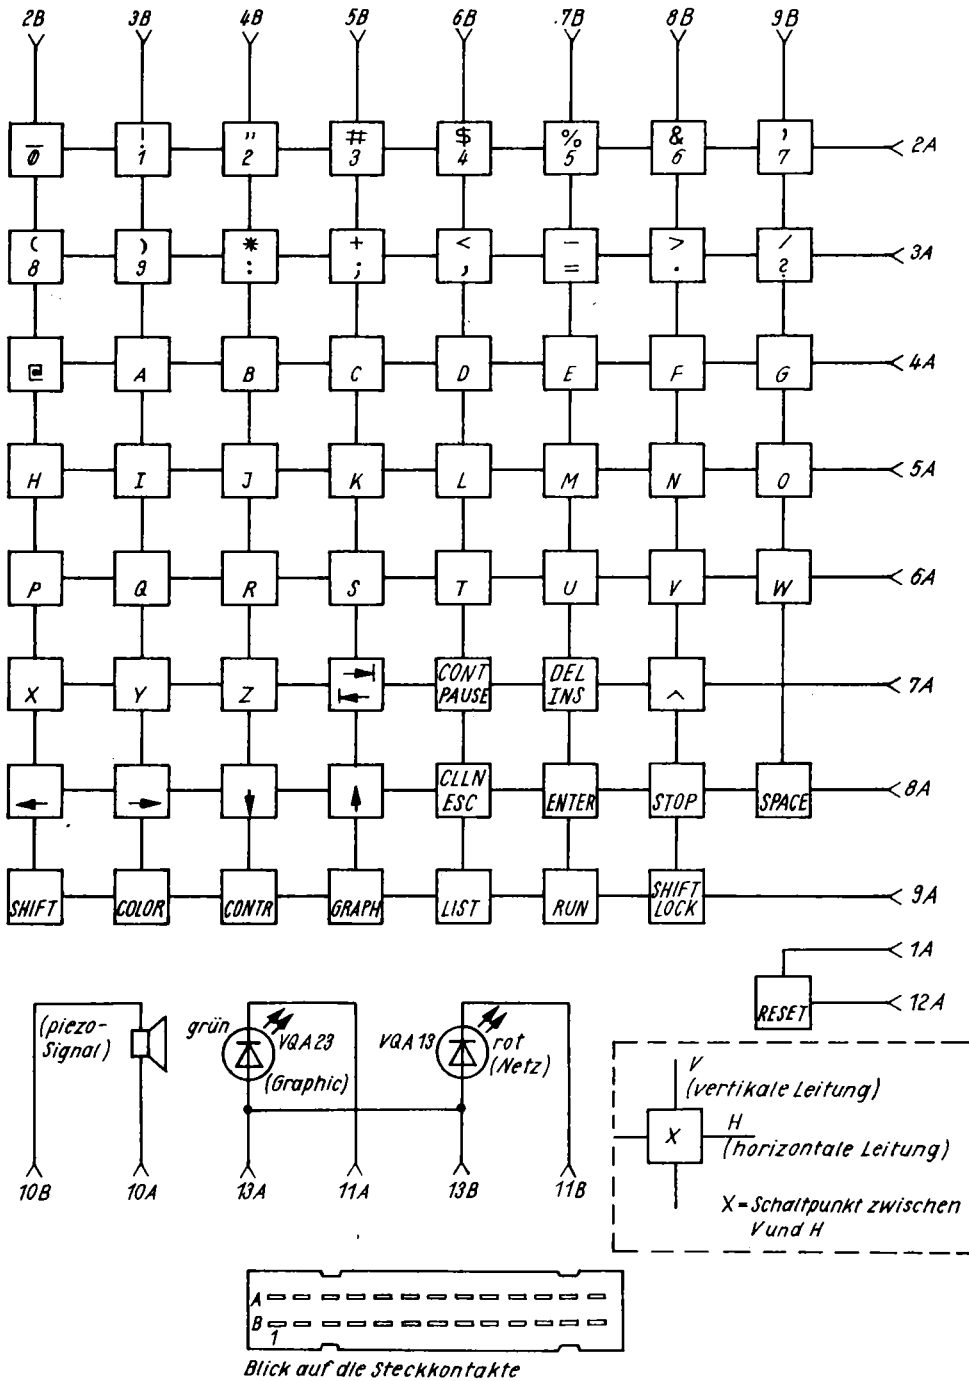 2B 3B 4B 5B 6B 7B 8B 9B
_ ! " # $ % & '
0 1 2 3 4 5 6 7 2A
( ) * + < - > /
8 9 : ; , = . ? 3A
@ A B C D E F G 4A
H I J K L M N O 5A
P Q R S T U V W 6A
CONT DEL
X Y Z PAUSE INS ^ 7A
CLLN
← → ↓ ↑ ESC ENTER STOP SPACE 8A
SHIFT
SHIFT COLOR CONTR GRAPH LIST RUN LOCK 9A
1A
RESET 12A
(piezo-
Signal)
grün VQA 23
(Graphic)
VQA 13 rot
(Netz)
10B 10A 13A 11A 13B 11B
V
(vertikale Leitung)
X H
(horizontale Leitung)
X = Schaltpunkt zwischen
V und H
A
B
1
Blick auf die Steckkontakte